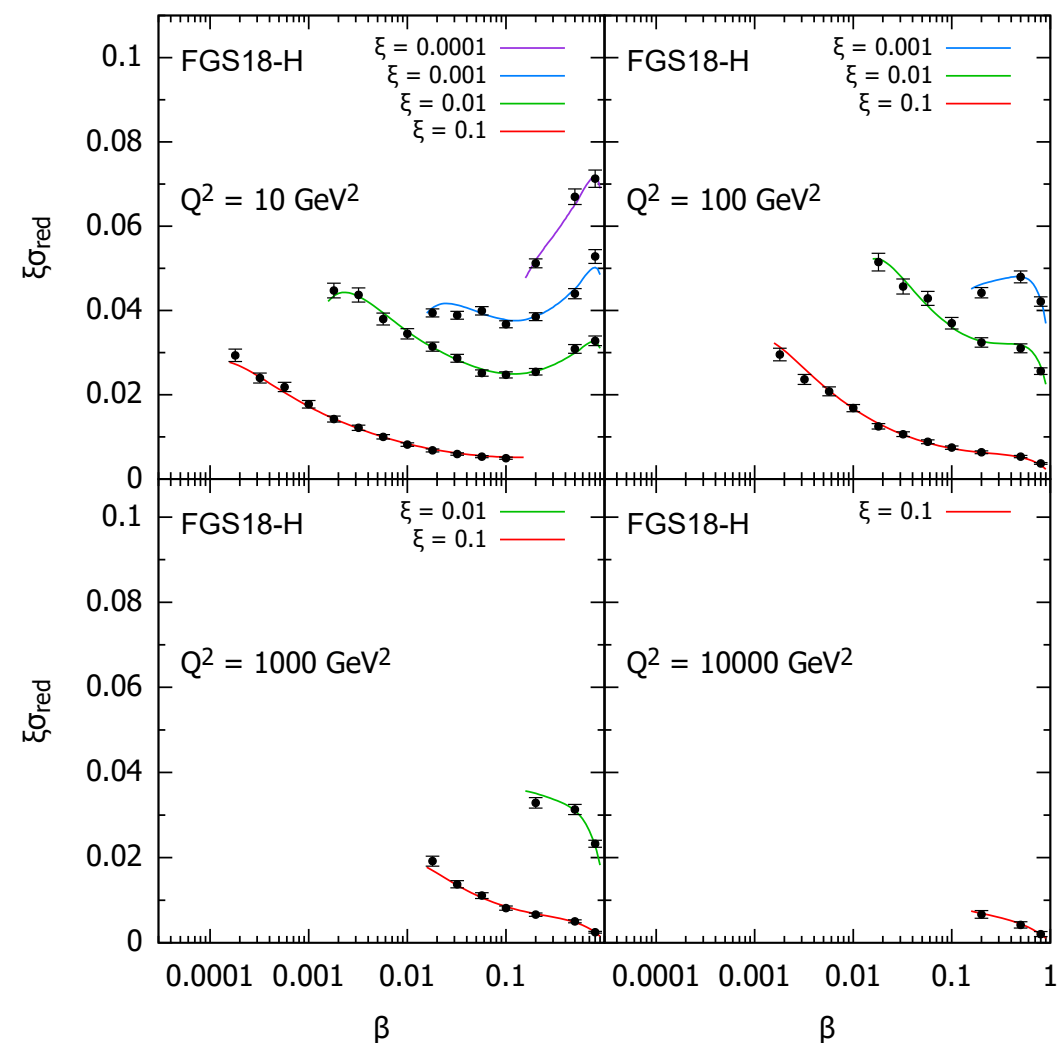 0.1
0.08
0.06
0.04
0.02
0
ξσred
FGS18-H
ξ = 0.0001
ξ = 0.001
ξ = 0.01
ξ = 0.1
Q² = 10 GeV²
FGS18-H
ξ = 0.001
ξ = 0.01
ξ = 0.1
Q² = 100 GeV²
0.1
0.08
0.06
0.04
0.02
0
ξσred
FGS18-H
ξ = 0.01
ξ = 0.1
Q² = 1000 GeV²
FGS18-H
ξ = 0.1
Q² = 10000 GeV²
0.0001 0.001 0.01 0.1
0.0001 0.001 0.01 0.1 1
β
β